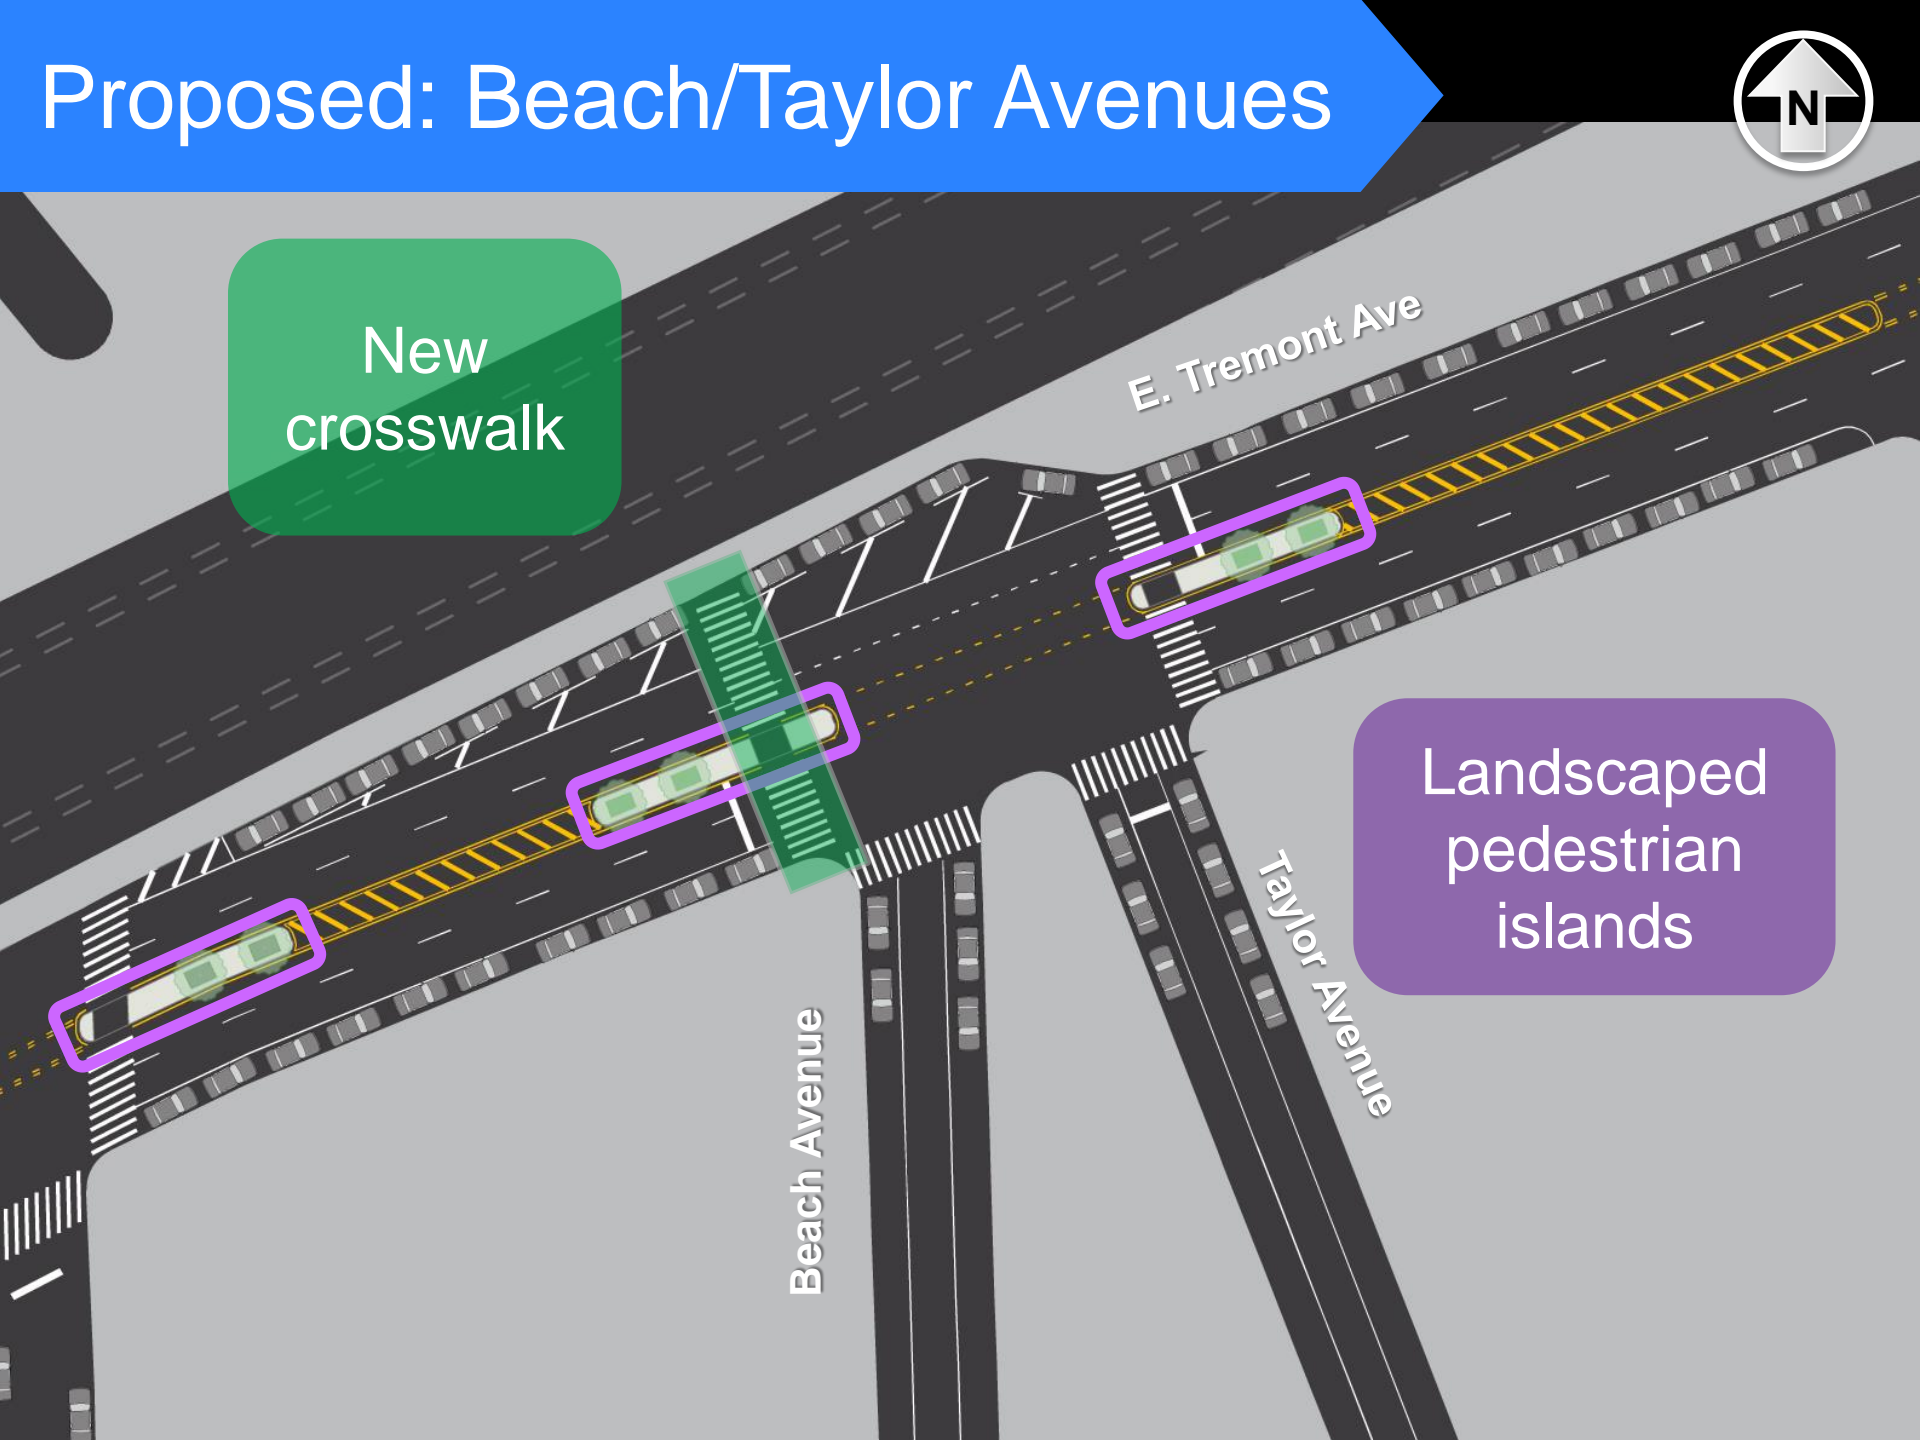 Proposed: Beach/Taylor Avenues
N
New
crosswalk
E. Tremont Ave
Landscaped
pedestrian
islands
Taylor Avenue
Beach Avenue